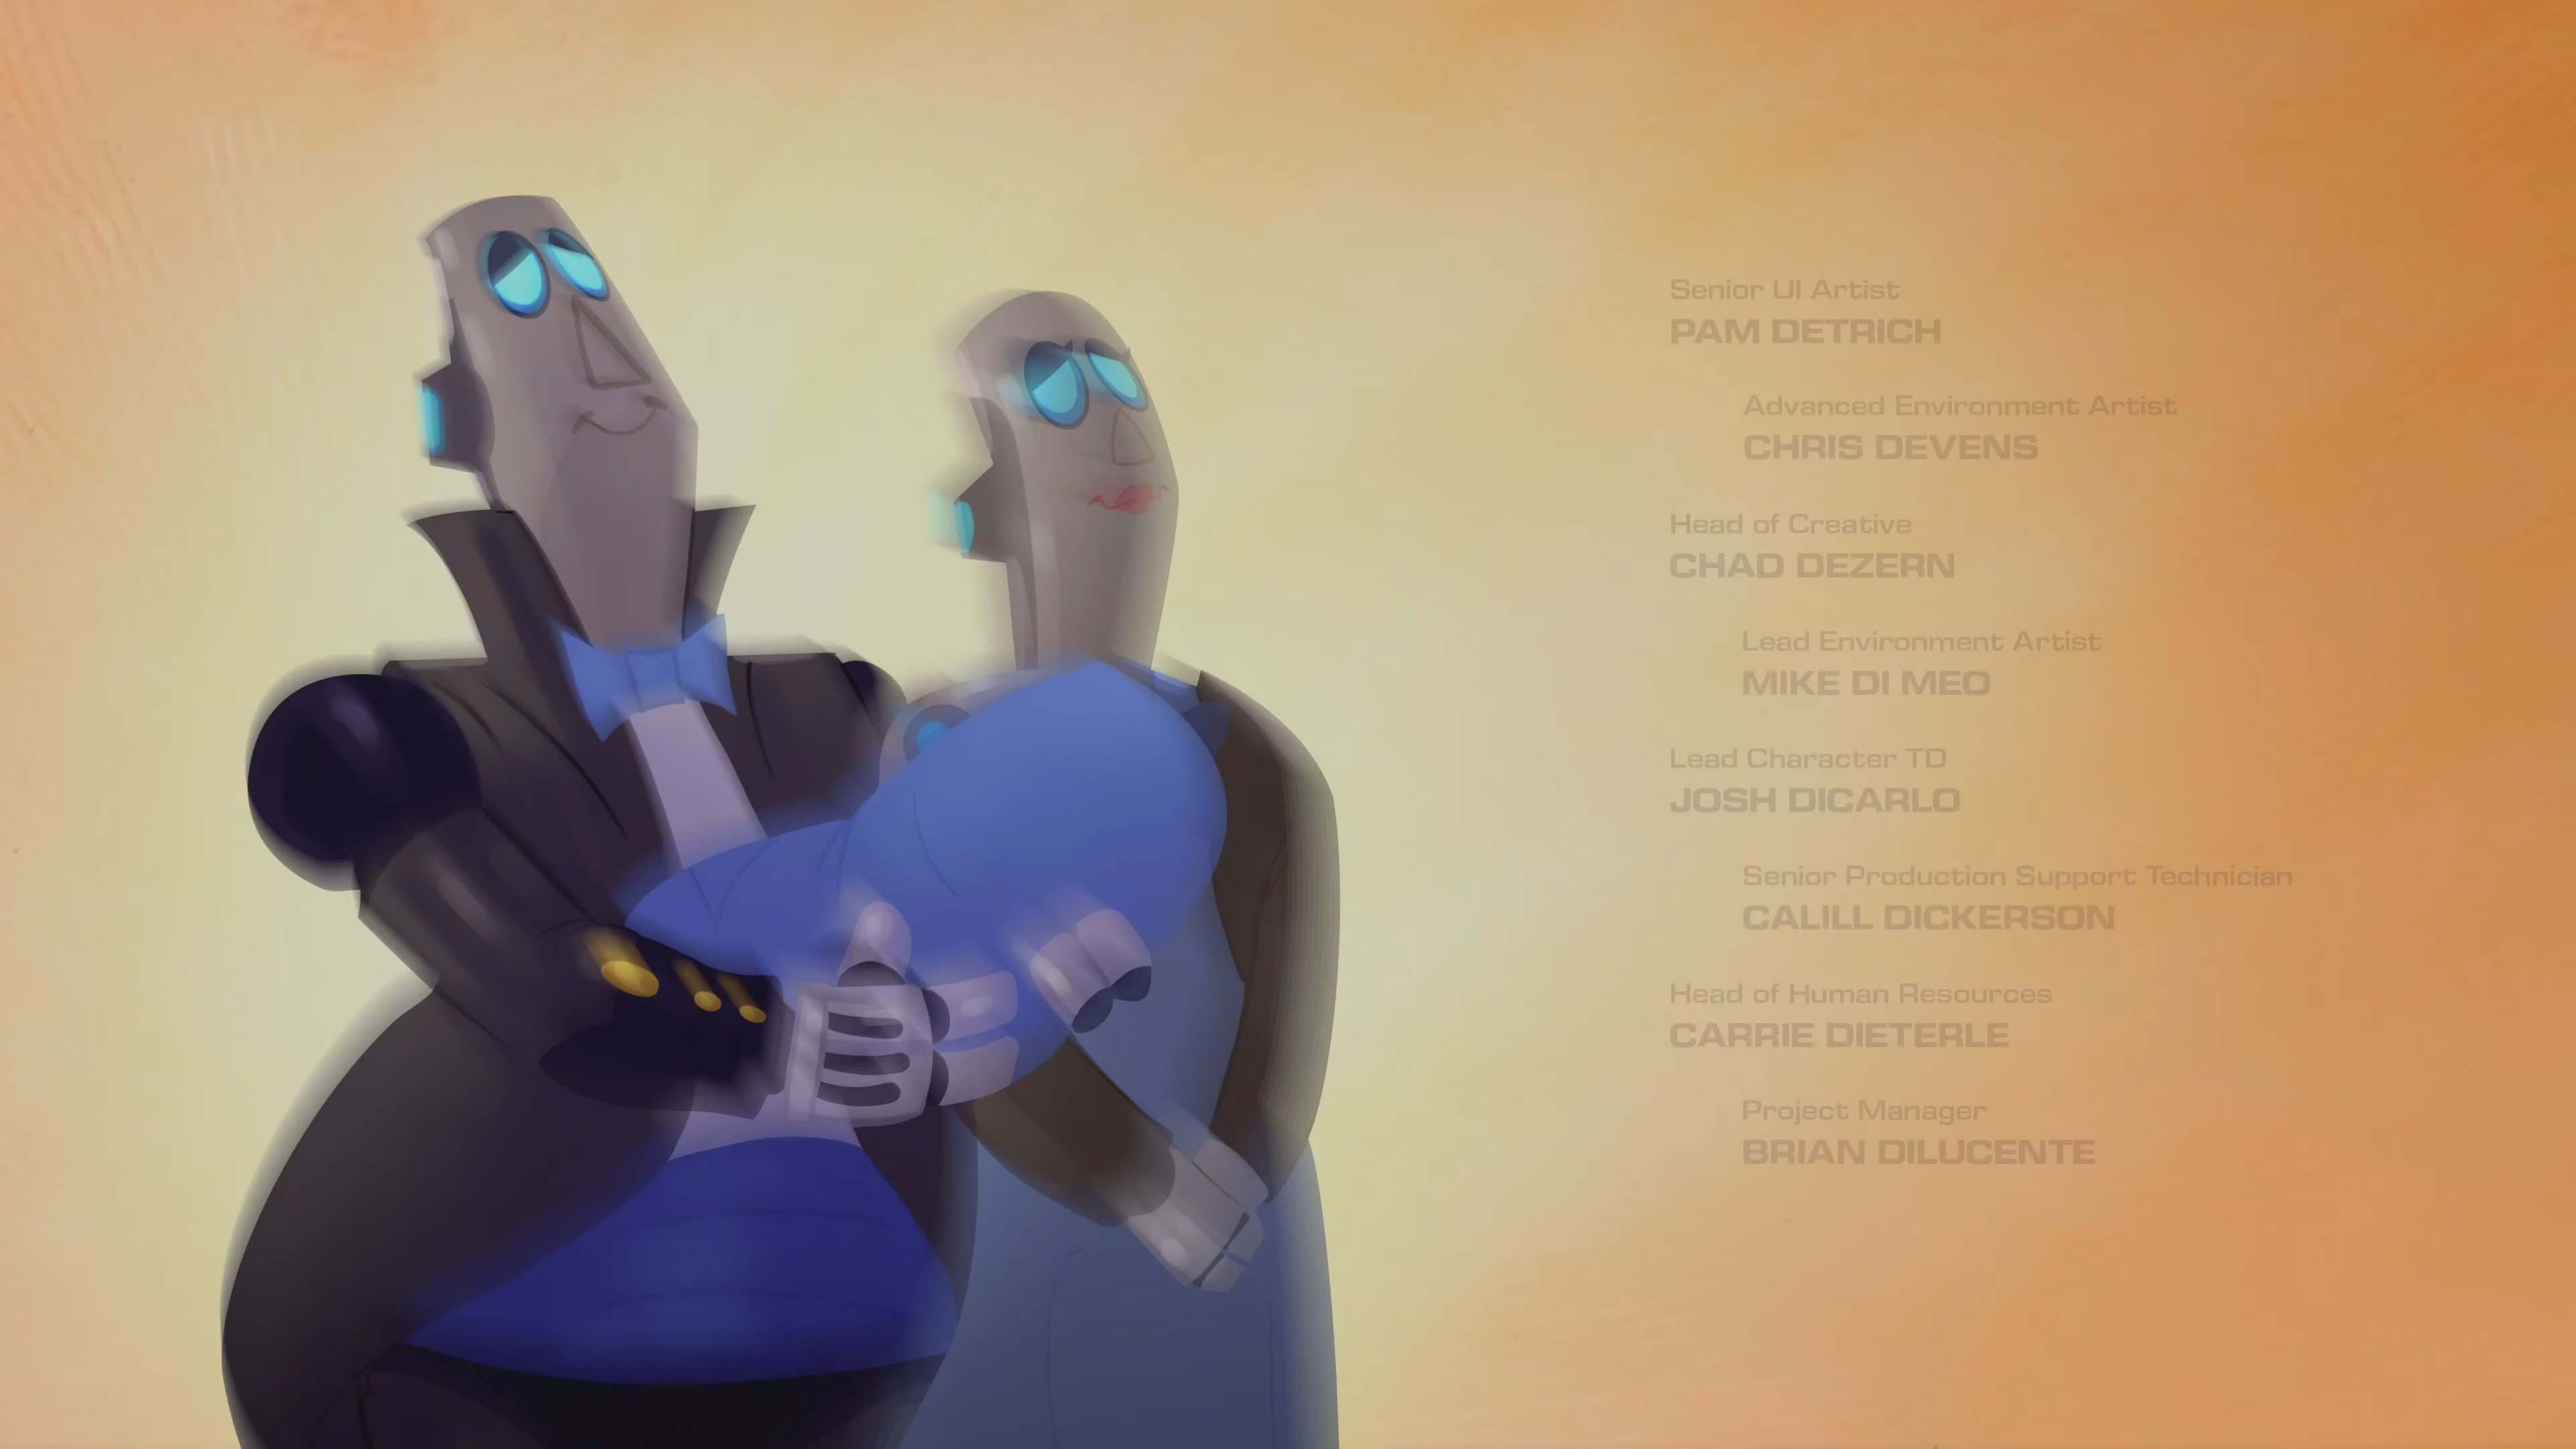 Senior UI Artist
PAM DETRICH
Advanced Environment Artist
CHRIS DEVENS
Head of Creative
CHAD DEZERN
Lead Environment Artist
MIKE DI MEO
Lead Character TD
JOSH DICARLO
Senior Production Support Technician
CALILL DICKERSON
Head of Human Resources
CARRIE DIETERLE
Project Manager
BRIAN DILUCENTE